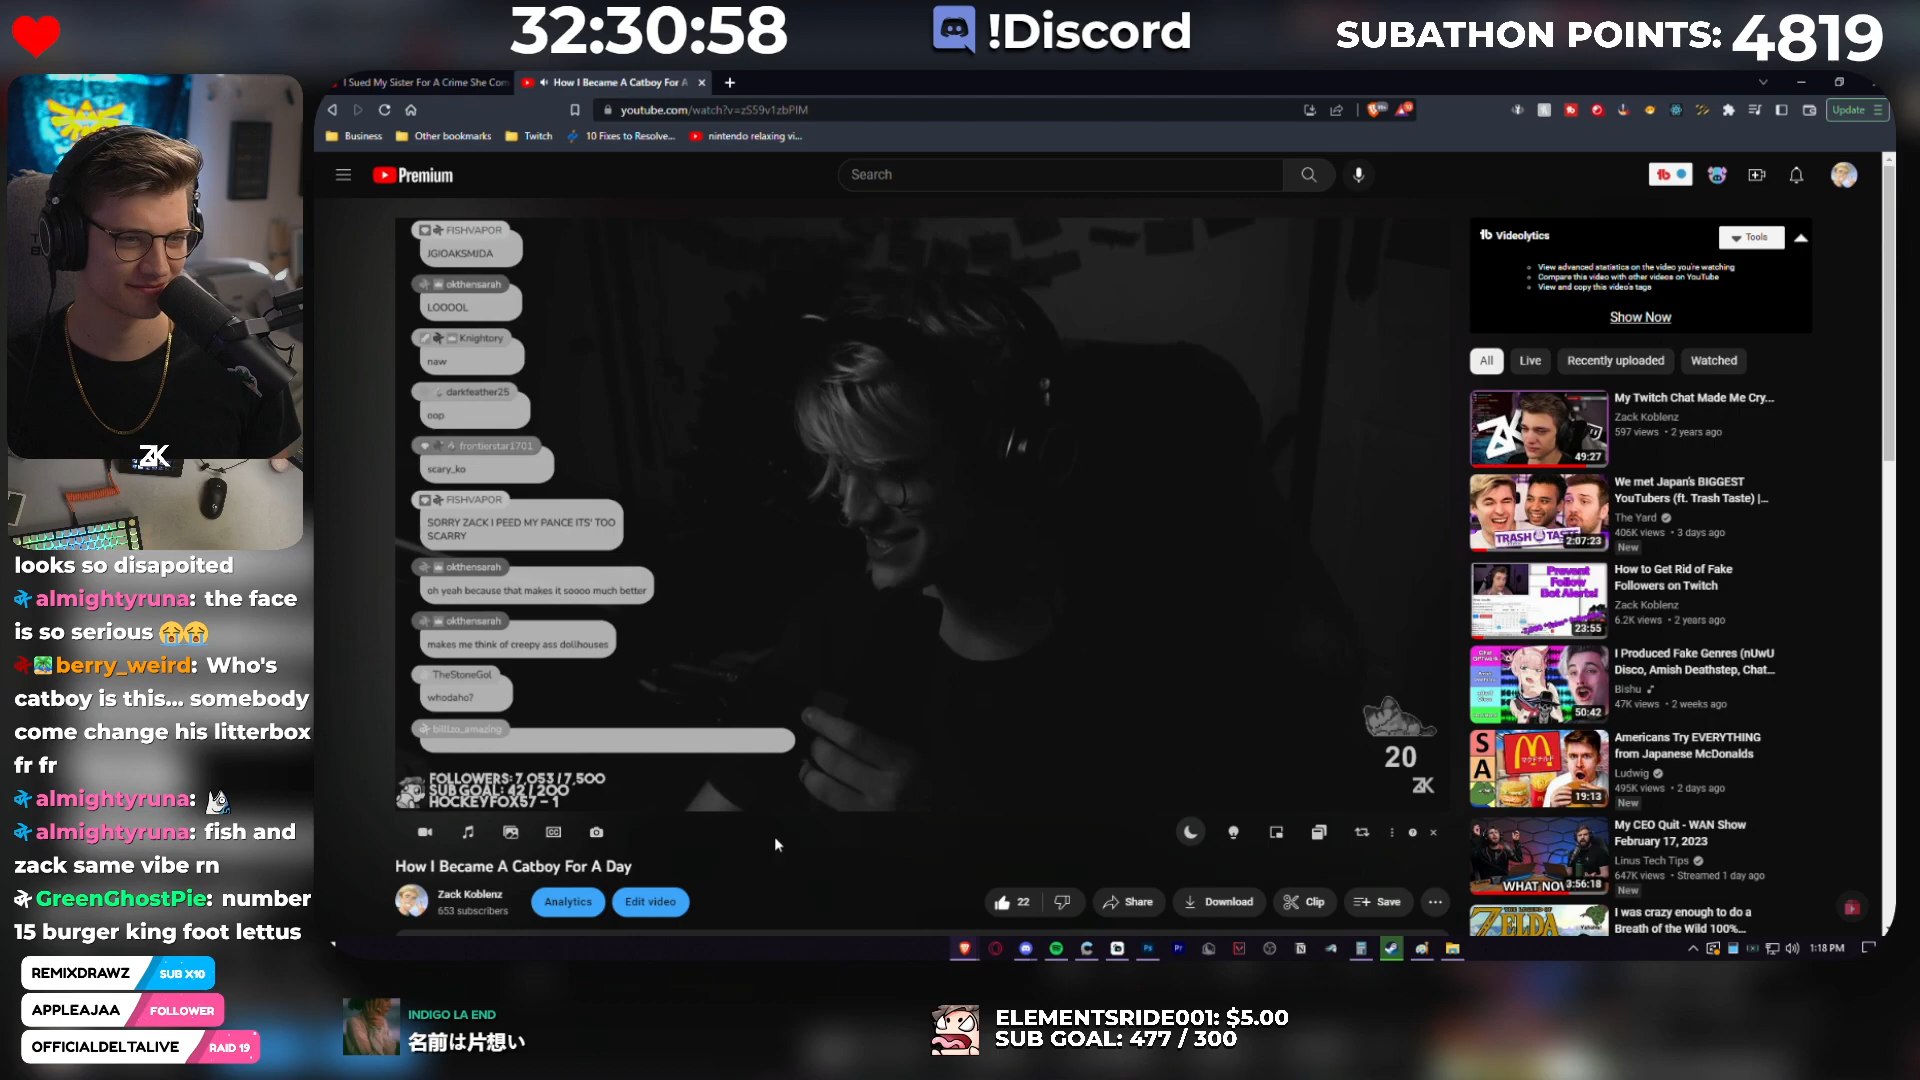 32:30:58
!Discord
SUBATHON POINTS: 4819
I Sued My Sister For A Crime She Com
How I Became A Catboy For A
youtube.com/watch?v=zS59v1zbPIM
Update
Business
Other bookmarks
Twitch
10 Fixes to Resolve...
nintendo relaxing vi...
Premium
Search
FISHVAPOR
JGIOAKSMIDA
okthensarah
LOOOOL
Knightory
naw
darkfeather25
oop
frontierstar1701
scary_ko
FISHVAPOR
SORRY ZACK I PEED MY PANCE ITS' TOO
SCARRY
okthensarah
oh yeah because that makes it soooo much better
okthensarah
makes me think of creepy ass dollhouses
TheStoneGol
whodaho?
billlzo_amazing
FOLLOWERS: 7,053/7,500
SUB GOAL: 42/200
HOCKEYFOX57 - 1
20
ZK
How I Became A Catboy For A Day
Zack Koblenz
653 subscribers
Analytics
Edit video
22
Share
Download
Clip
Save
Videolytics
Tools
View advanced statistics on the video you're watching
Compare this video with other videos on YouTube
View and copy this video's tags
Show Now
All
Live
Recently uploaded
Watched
My Twitch Chat Made Me Cry...
Zack Koblenz
597 views • 2 years ago
49:27
We met Japan's BIGGEST
YouTubers (ft. Trash Taste) |...
The Yard
406K views • 3 days ago
New
TRASH TASTE
2:07:23
How to Get Rid of Fake
Followers on Twitch
Zack Koblenz
6.2K views • 2 years ago
Prevent
Follow
Bot Alerts!
23:55
I Produced Fake Genres (nUwU
Disco, Amish Deathstep, Chat...
Bishu
47K views • 2 weeks ago
50:42
Americans Try EVERYTHING
from Japanese McDonalds
Ludwig
495K views • 2 days ago
New
19:13
My CEO Quit - WAN Show
February 17, 2023
Linus Tech Tips
647K views • Streamed 1 day ago
New
WHAT NOW
3:56:18
I was crazy enough to do a
Breath of the Wild 100%...
ZELDA
1:18 PM
ZK
looks so disapoited
almightyruna: the face
is so serious 😭😭
berry_weird: Who's
catboy is this... somebody
come change his litterbox
fr fr
almightyruna:
almightyruna: fish and
zack same vibe rn
GreenGhostPie: number
15 burger king foot lettus
REMIXDRAWZ SUB X10
APPLEAJAA FOLLOWER
OFFICIALDELTALIVE RAID 19
INDIGO LA END
名前は片想い
ELEMENTSRIDE001: $5.00
SUB GOAL: 477 / 300